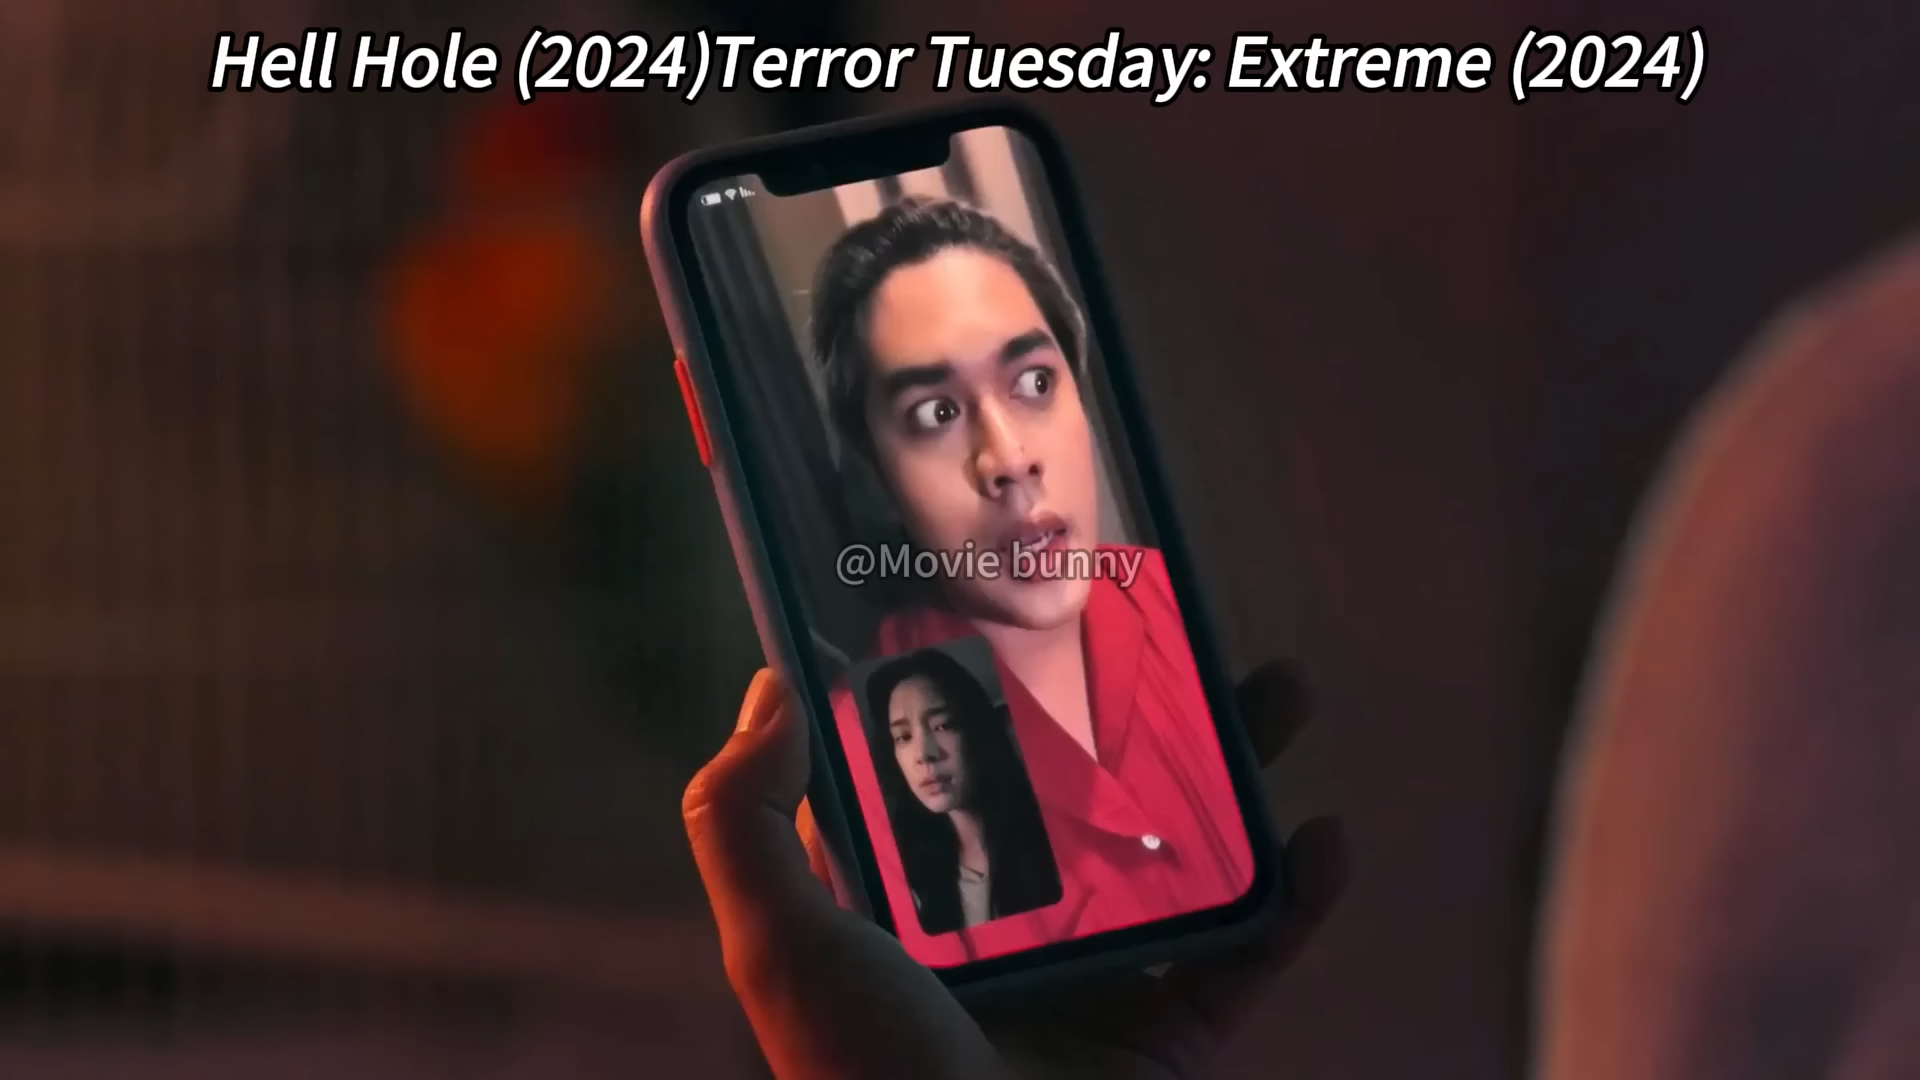 Hell Hole (2024)Terror Tuesday: Extreme (2024)
@Movie bunny